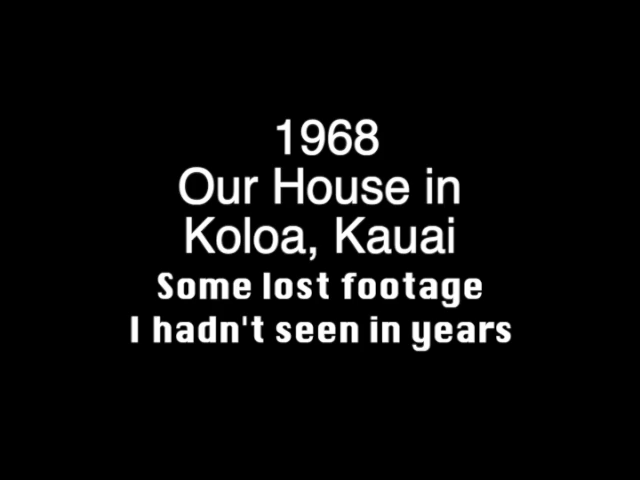 1968
Our House in
Koloa, Kauai
Some lost footage
I hadn't seen in years